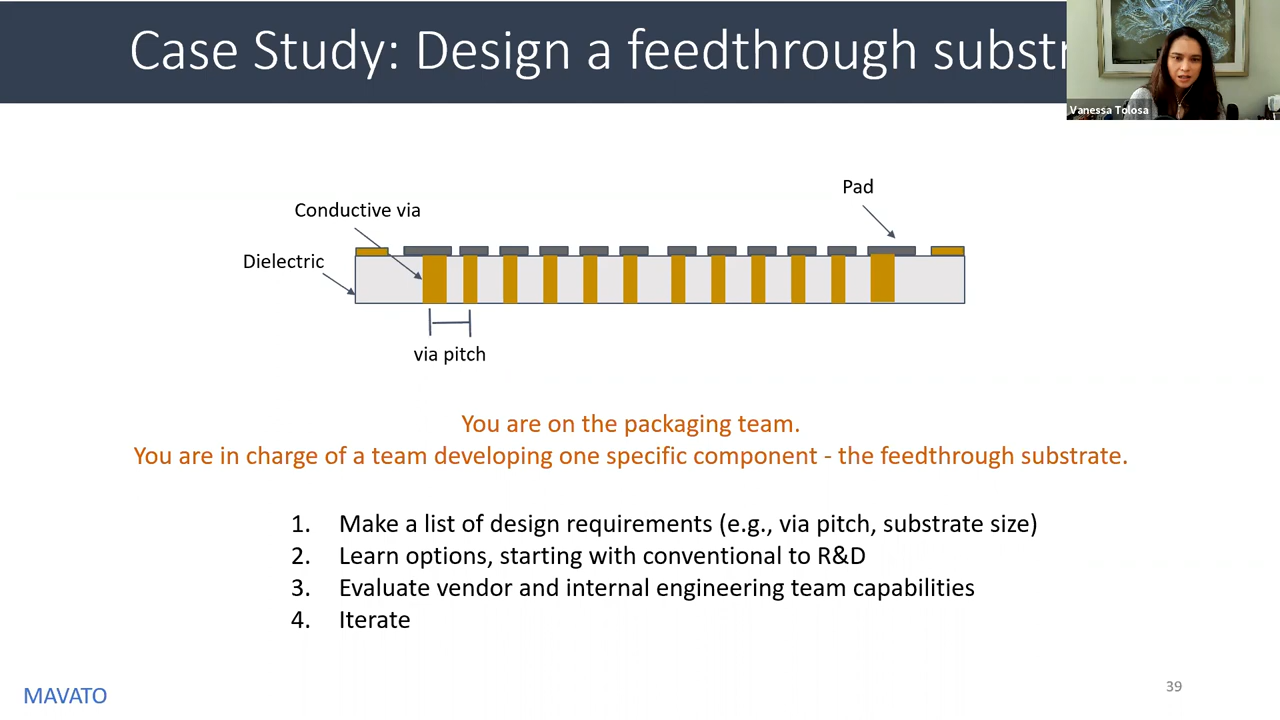 Case Study: Design a feedthrough substr
Vanessa Tolosa
Pad
Conductive via
Dielectric
via pitch
You are on the packaging team.
You are in charge of a team developing one specific component - the feedthrough substrate.
1. Make a list of design requirements (e.g., via pitch, substrate size)
2. Learn options, starting with conventional to R&D
3. Evaluate vendor and internal engineering team capabilities
4. Iterate
MAVATO
39